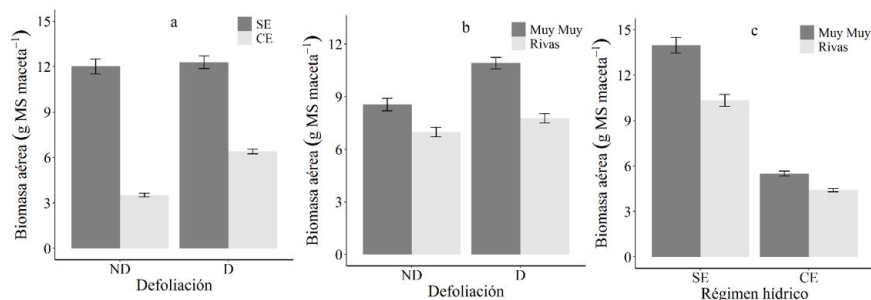 a
SE
CE
15
12
9
6
3
0
Biomasa aérea (g MS maceta⁻¹)
ND D
Defoliación
b
Muy Muy
Rivas
12
9
6
3
0
Biomasa aérea (g MS maceta⁻¹)
ND D
Defoliación
c
Muy Muy
Rivas
15
12
9
6
3
0
Biomasa aérea (g MS maceta⁻¹)
SE CE
Régimen hídrico